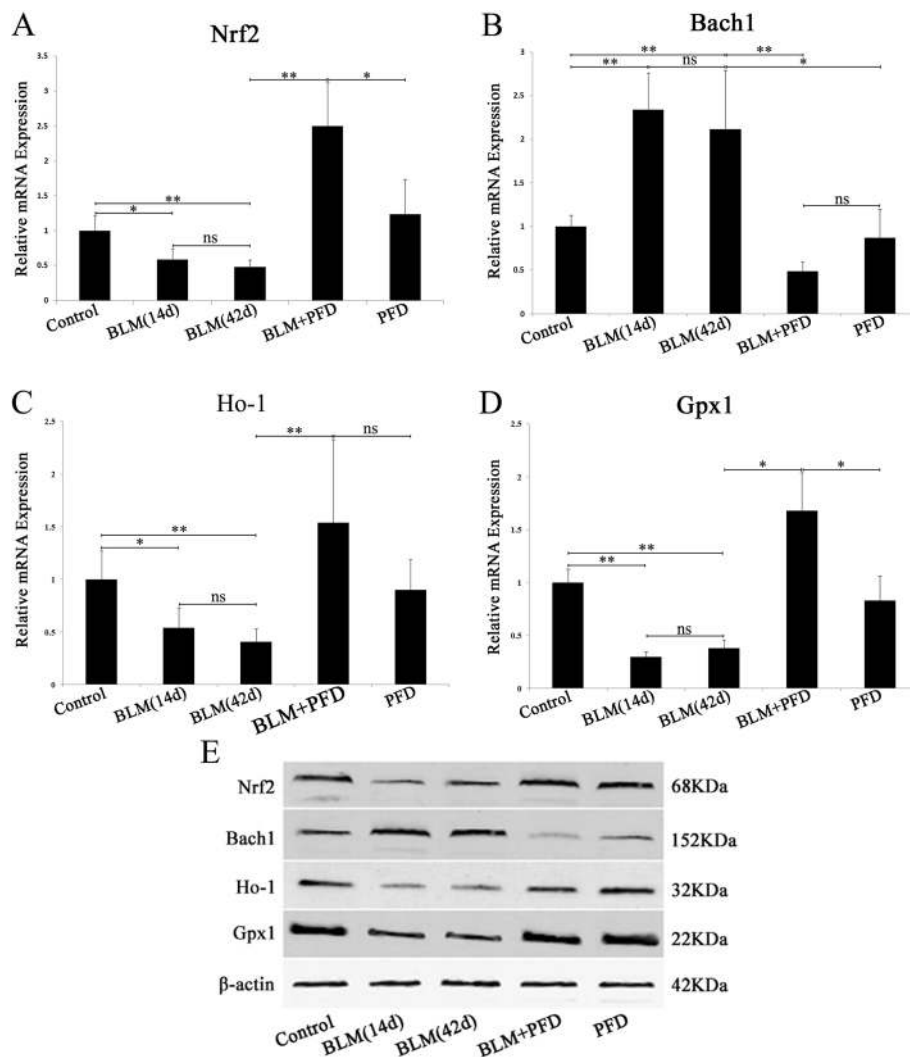 A
Nrf2
Relative mRNA Expression
3.5
3
2.5
2
1.5
1
0.5
0
**
*
**
*
ns
Control
BLM(14d)
BLM(42d)
BLM+PFD
PFD
B
Bach1
Relative mRNA Expression
3
2.5
2
1.5
1
0.5
0
** **
** ns *
ns
Control
BLM(14d)
BLM(42d)
BLM+PFD
PFD
C
Ho-1
Relative mRNA Expression
2.5
2
1.5
1
0.5
0
** ns
**
*
ns
Control
BLM(14d)
BLM(42d)
BLM+PFD
PFD
D
Gpx1
Relative mRNA Expression
2.5
2
1.5
1
0.5
0
* *
**
**
ns
Control
BLM(14d)
BLM(42d)
BLM+PFD
PFD
E
Nrf2 68KDa
Bach1 152KDa
Ho-1 32KDa
Gpx1 22KDa
β-actin 42KDa
Control
BLM(14d)
BLM(42d)
BLM+PFD
PFD